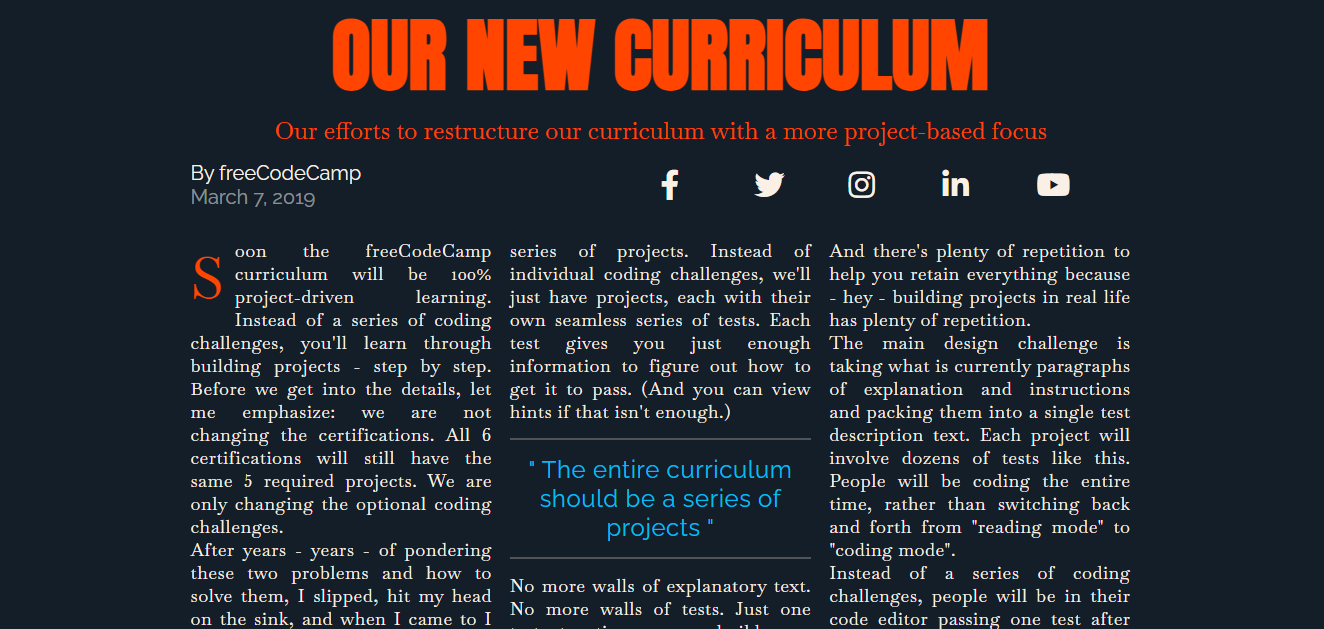 OUR NEW CURRICULUM
Our efforts to restructure our curriculum with a more project-based focus
By freeCodeCamp
March 7, 2019
Soon the freeCodeCamp
curriculum will be 100%
project-driven learning.
Instead of a series of coding
challenges, you'll learn through
building projects - step by step.
Before we get into the details, let
me emphasize: we are not
changing the certifications. All 6
certifications will still have the
same 5 required projects. We are
only changing the optional coding
challenges.
After years - years - of pondering
these two problems and how to
solve them, I slipped, hit my head
on the sink, and when I came to I
series of projects. Instead of
individual coding challenges, we'll
just have projects, each with their
own seamless series of tests. Each
test gives you just enough
information to figure out how to
get it to pass. (And you can view
hints if that isn't enough.)
" The entire curriculum
should be a series of
projects "
No more walls of explanatory text.
No more walls of tests. Just one
And there's plenty of repetition to
help you retain everything because
- hey - building projects in real life
has plenty of repetition.
The main design challenge is
taking what is currently paragraphs
of explanation and instructions
and packing them into a single test
description text. Each project will
involve dozens of tests like this.
People will be coding the entire
time, rather than switching back
and forth from "reading mode" to
"coding mode".
Instead of a series of coding
challenges, people will be in their
code editor passing one test after